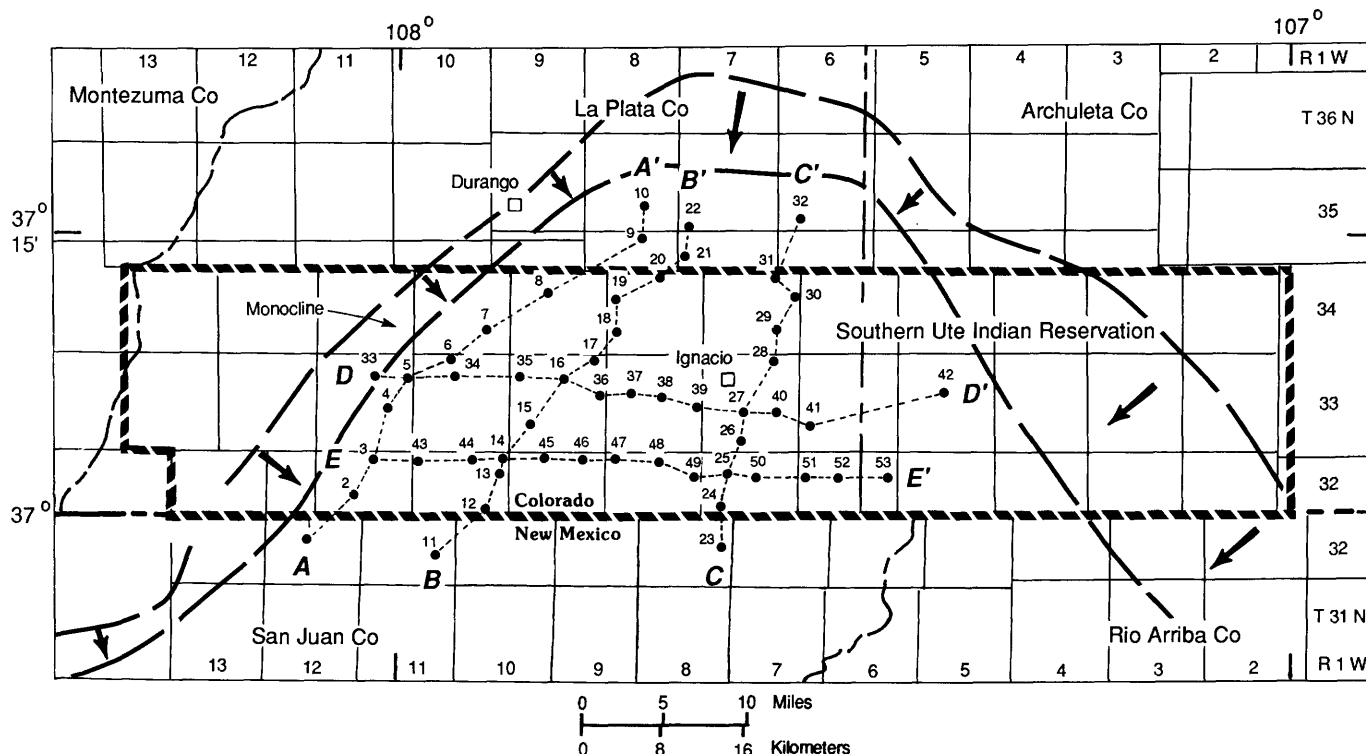 108°
107°
13 12 11 10 9 8 7 6 5 4 3 2 R 1 W
Montezuma Co
La Plata Co
Archuleta Co
T 36 N
Durango
A' B' C'
10 22 32
37° 15'
35
9 21
20 31
8 19 30
34
Monocline
7 18 29
Southern Ute Indian Reservation
6 17 28
Ignacio
D 33 5 34 35 16 36 37 38 39 27 40 41 42 D'
33
4 15 26
E 3 43 44 14 45 46 47 48 49 25 50 51 52 53 E'
13
32
2 24
37°
12
Colorado
New Mexico
11 23
32
A B C
San Juan Co
Rio Arriba Co
T 31 N
13 12 11 10 9 8 7 6 5 4 3 2 R 1 W
0 5 10 Miles
0 8 16 Kilometers